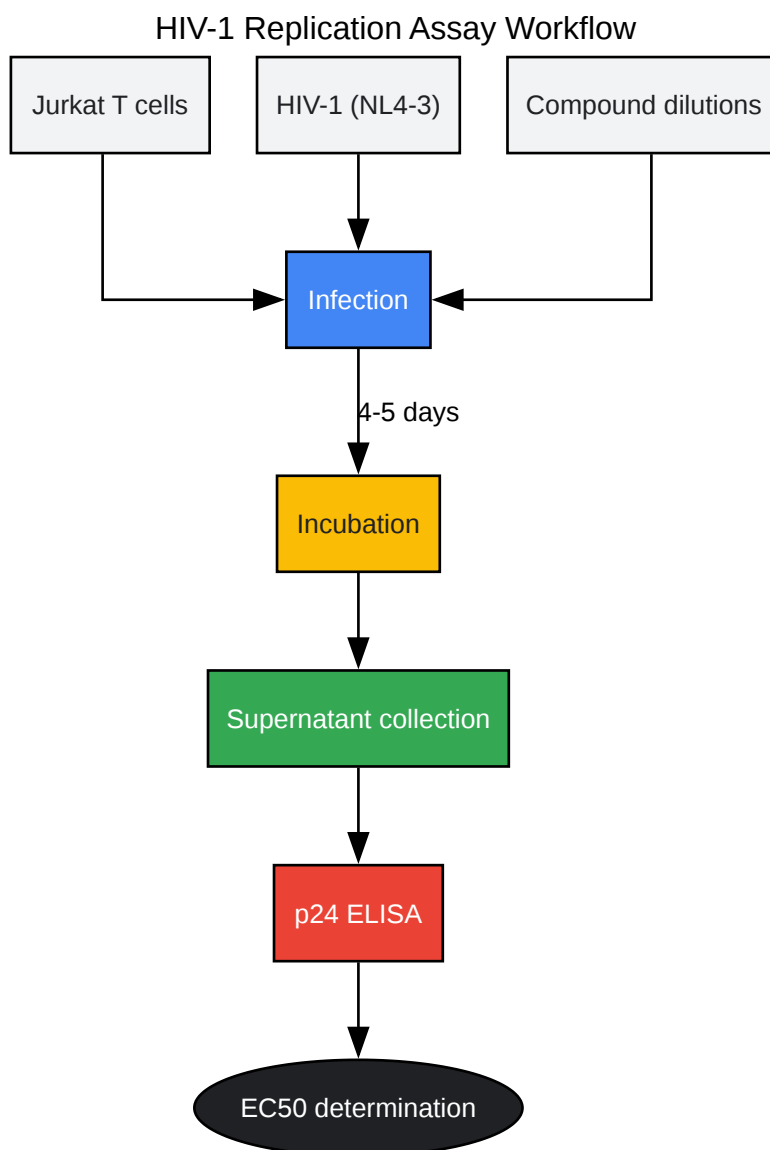 HIV-1 Replication Assay Workflow
Jurkat T cells
HIV-1 (NL4-3)
Compound dilutions
Infection
4-5 days
Incubation
Supernatant collection
p24 ELISA
EC50 determination